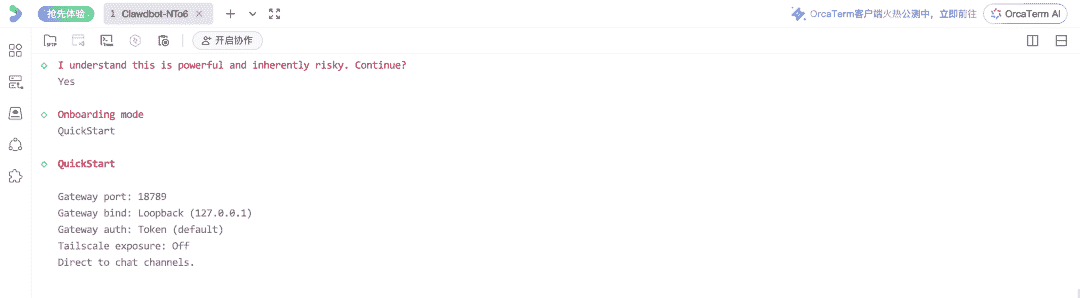 抢先体验
1 Clawdbot-NTo6
OrcaTerm客户端火热公测中，立即前往
OrcaTerm AI
SFTP
开启协作
I understand this is powerful and inherently risky. Continue?
Yes
Onboarding mode
QuickStart
QuickStart
Gateway port: 18789
Gateway bind: Loopback (127.0.0.1)
Gateway auth: Token (default)
Tailscale exposure: Off
Direct to chat channels.